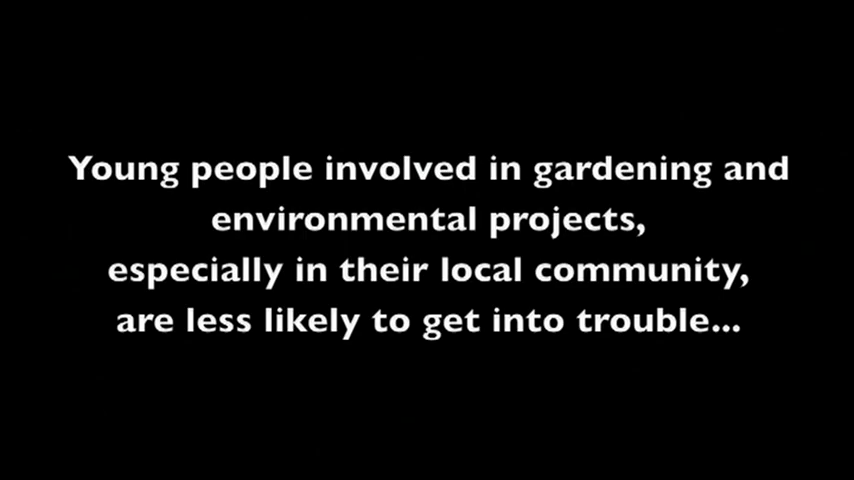 Young people involved in gardening and
environmental projects,
especially in their local community,
are less likely to get into trouble...